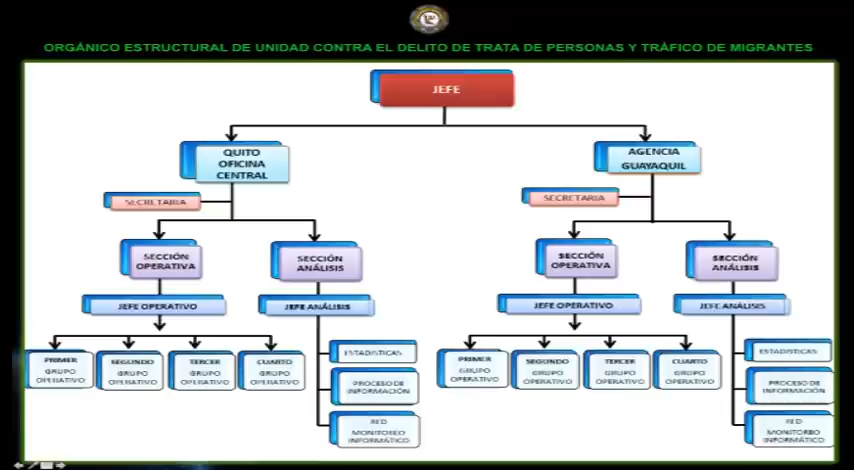 ORGÁNICO ESTRUCTURAL DE UNIDAD CONTRA EL DELITO DE TRATA DE PERSONAS Y TRÁFICO DE MIGRANTES
JEFE
QUITO
OFICINA
CENTRAL
SECRETARIA
SECCIÓN
OPERATIVA
SECCIÓN
ANÁLISIS
JEFE OPERATIVO
JEFE ANÁLISIS
PRIMER
GRUPO
OPERATIVO
SEGUNDO
GRUPO
OPERATIVO
TERCER
GRUPO
OPERATIVO
CUARTO
GRUPO
OPERATIVO
ESTADISTICAS
PROCESO DE
INFORMACIÓN
RED
MONITOREO
INFORMÁTICO
AGENCIA
GUAYAQUIL
SECRETARIA
SECCIÓN
OPERATIVA
SECCIÓN
ANÁLISIS
JEFE OPERATIVO
JEFE ANÁLISIS
PRIMER
GRUPO
OPERATIVO
SEGUNDO
GRUPO
OPERATIVO
TERCER
GRUPO
OPERATIVO
CUARTO
GRUPO
OPERATIVO
ESTADISTICAS
PROCESO DE
INFORMACIÓN
RED
MONITOREO
INFORMÁTICO